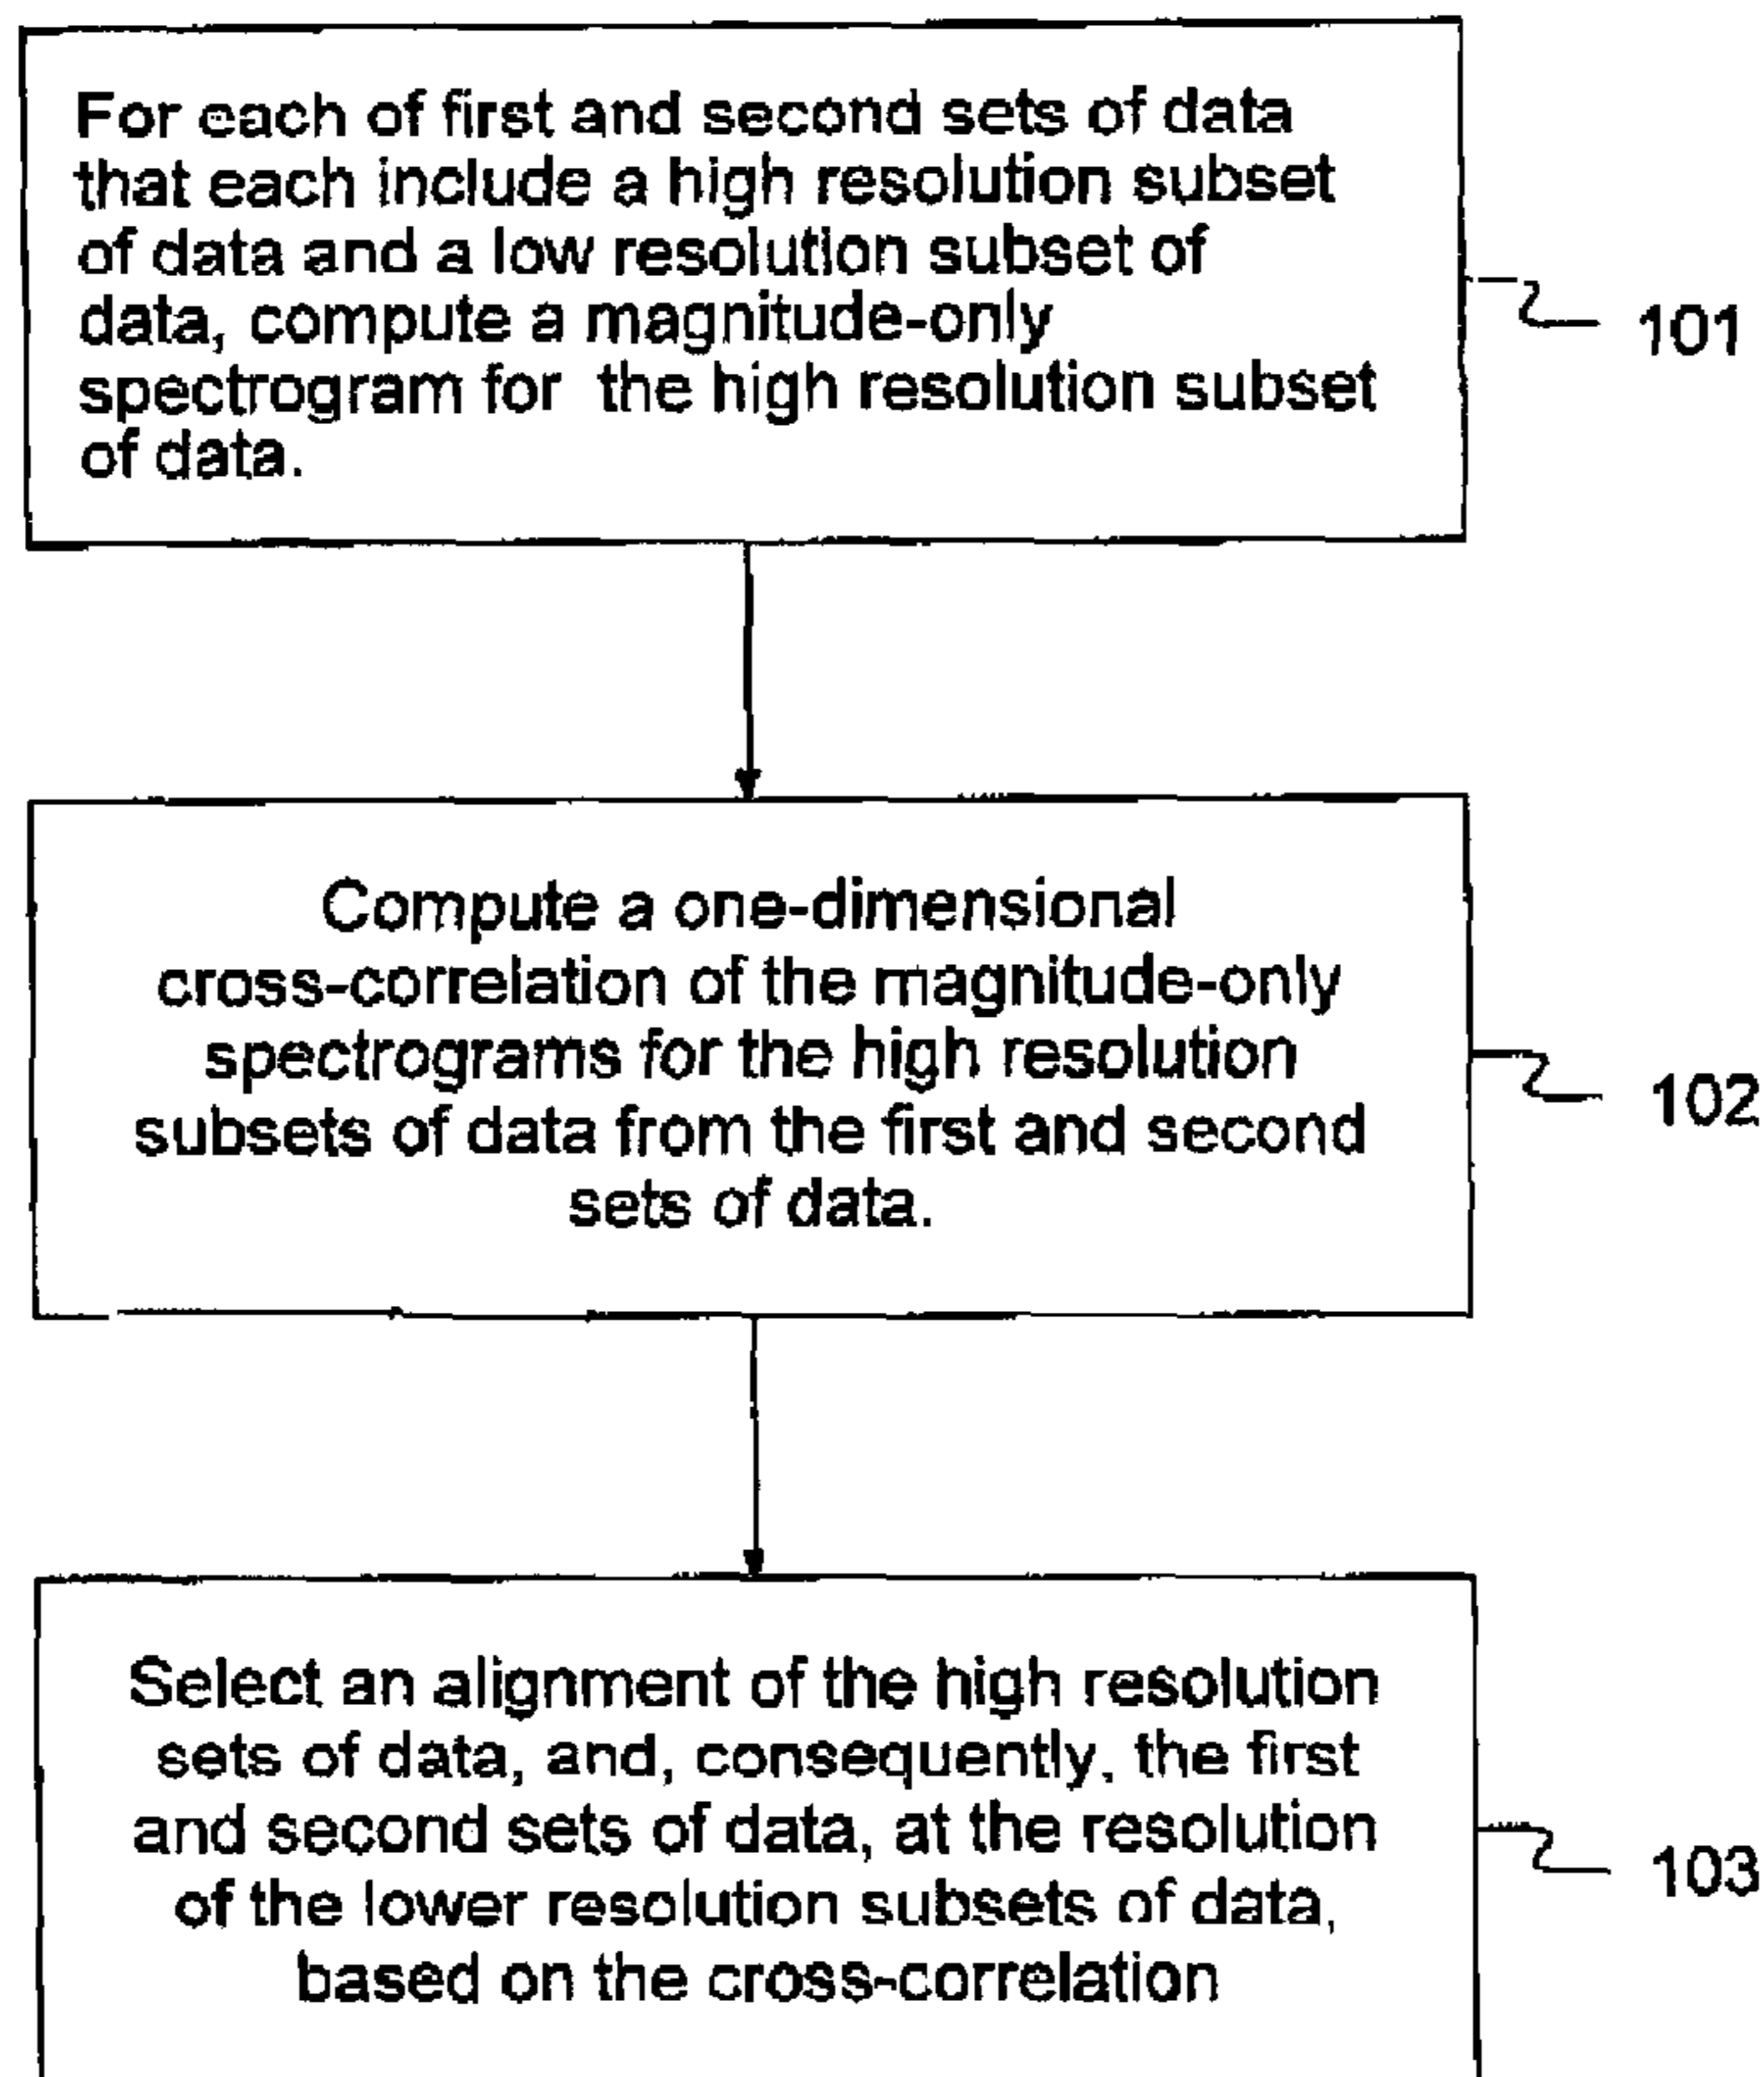 For each of first and second sets of data
that each include a high resolution subset
of data and a low resolution subset of
data, compute a magnitude-only
spectrogram for the high resolution subset
of data.
101
Compute a one-dimensional
cross-correlation of the magnitude-only
spectrograms for the high resolution
subsets of data from the first and second
sets of data.
102
Select an alignment of the high resolution
sets of data, and, consequently, the first
and second sets of data, at the resolution
of the lower resolution subsets of data,
based on the cross-correlation
103